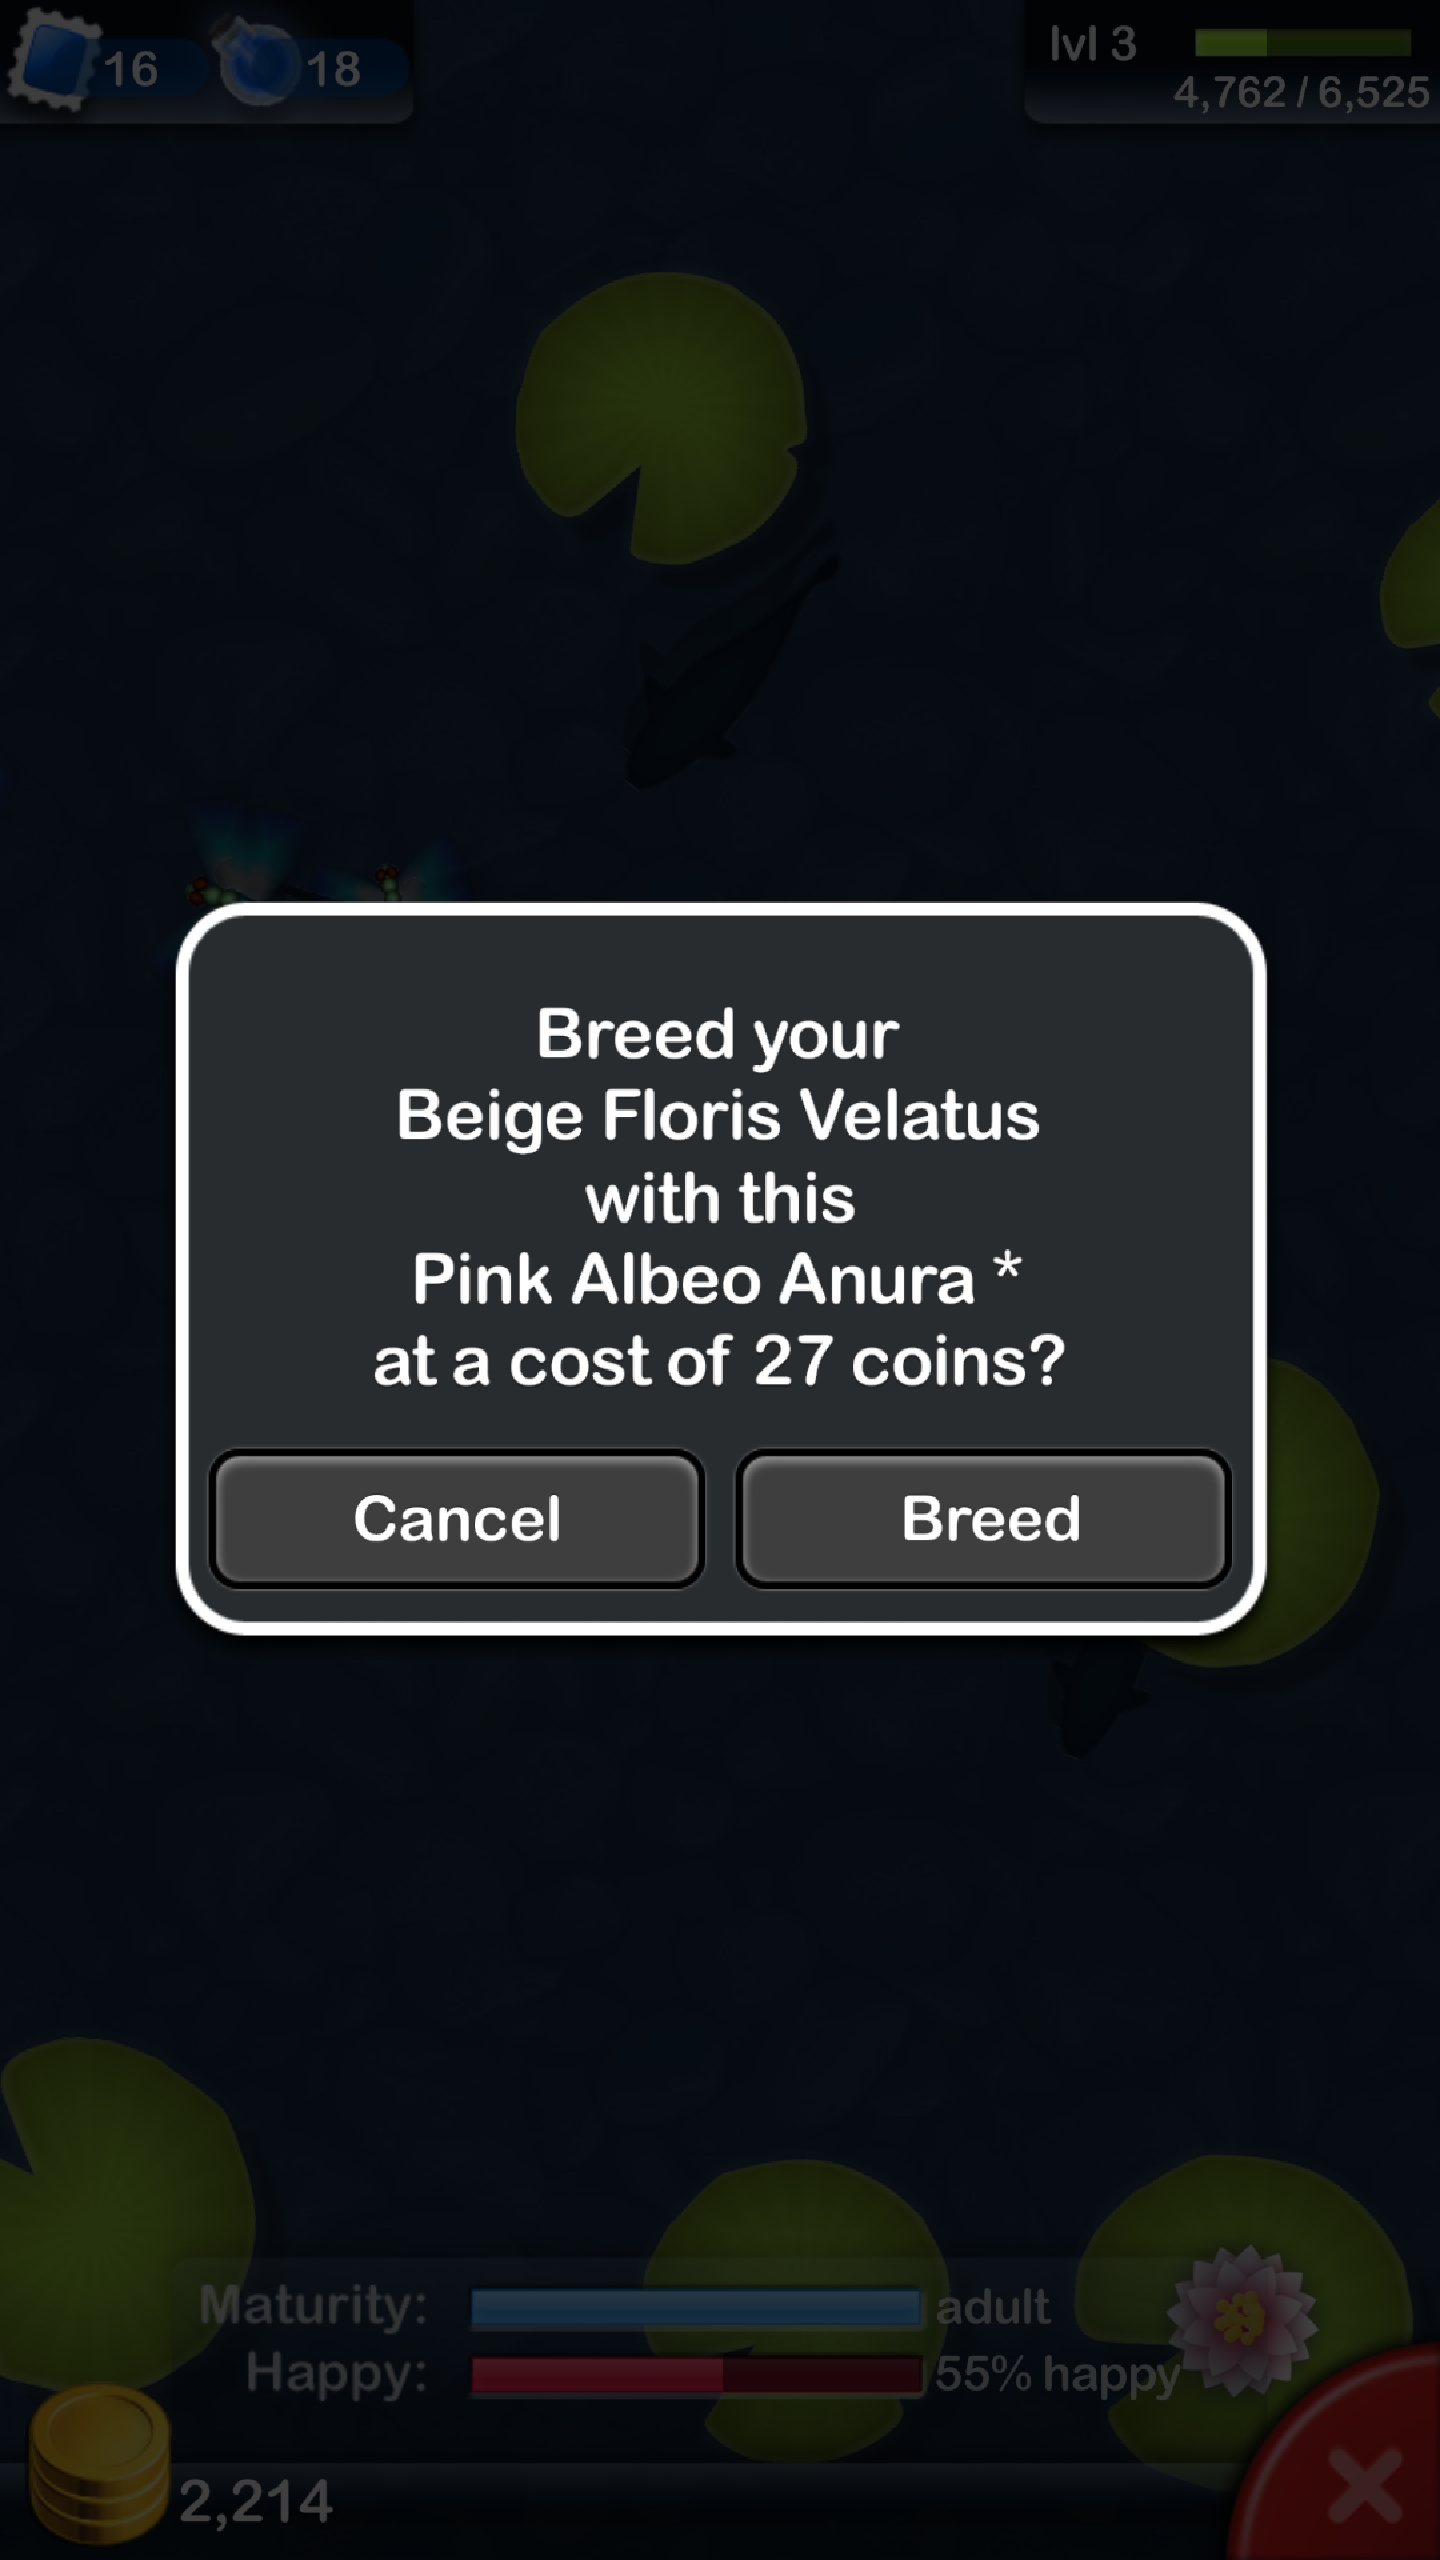 16
18
lvl 3
4,762 / 6,525
Breed your
Beige Floris Velatus
with this
Pink Albeo Anura *
at a cost of 27 coins?
Cancel
Breed
Maturity:
adult
Happy:
55% happy
2,214